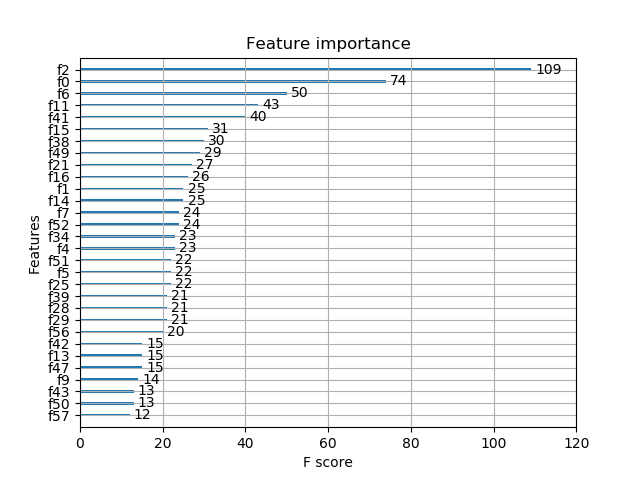 Feature importance
f2 109
f0 74
f6 50
f11 43
f41 40
f15 31
f38 30
f49 29
f21 27
f16 26
f1 25
f14 25
f7 24
f52 24
f34 23
f4 23
f51 22
f5 22
f25 22
f39 21
f28 21
f29 21
f56 20
f42 15
f13 15
f47 15
f9 14
f43 13
f50 13
f57 12
Features
0 20 40 60 80 100 120
F score